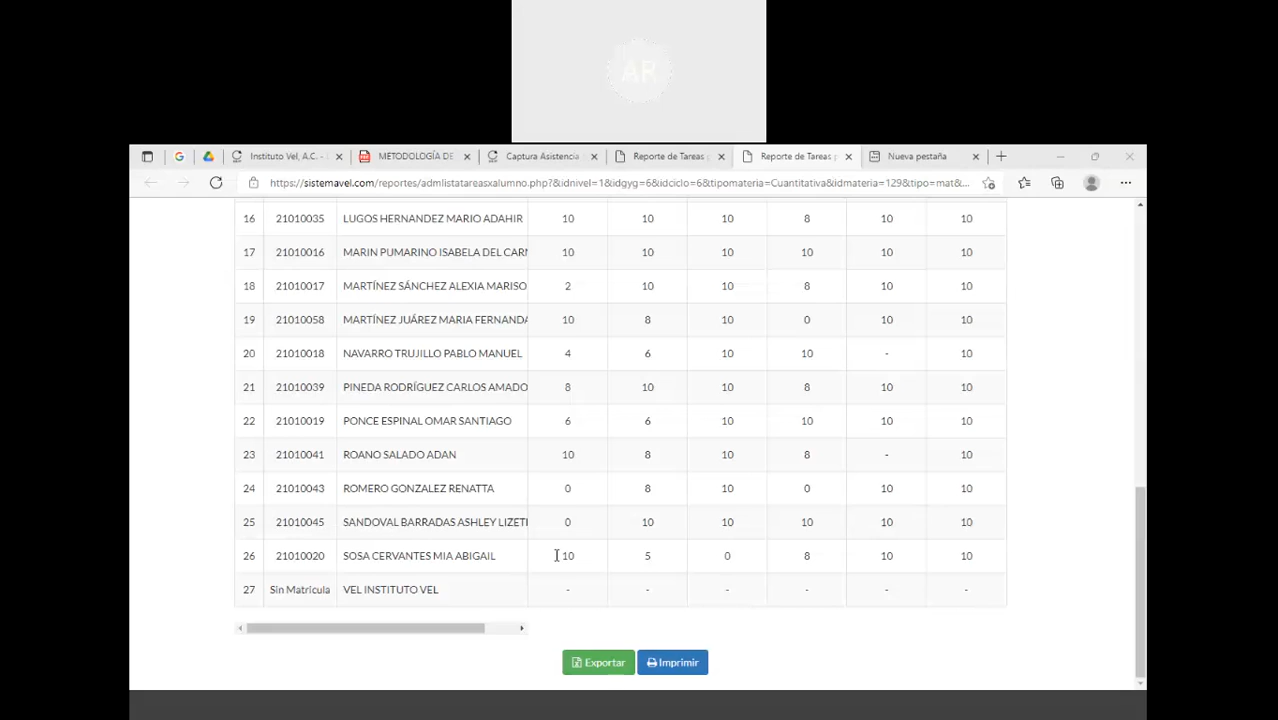 AR
Instituto Vel, A.C. - I
METODOLOGÍA DE
Captura Asistencia
Reporte de Tareas p
Reporte de Tareas p
Nueva pestaña
https://sistemavel.com/reportes/admlistatareasxalumno.php?&idnivel=1&idgyg=6&idciclo=6&tipomateria=Cuantitativa&idmateria=129&tipo=mat&...
16 21010035 LUGOS HERNANDEZ MARIO ADAHIR 10 10 10 8 10 10
17 21010016 MARIN PUMARINO ISABELA DEL CARM 10 10 10 10 10 10
18 21010017 MARTÍNEZ SÁNCHEZ ALEXIA MARISO 2 10 10 8 10 10
19 21010058 MARTÍNEZ JUÁREZ MARIA FERNANDA 10 8 10 0 10 10
20 21010018 NAVARRO TRUJILLO PABLO MANUEL 4 6 10 10 - 10
21 21010039 PINEDA RODRÍGUEZ CARLOS AMADO 8 10 10 8 10 10
22 21010019 PONCE ESPINAL OMAR SANTIAGO 6 6 10 10 10 10
23 21010041 ROANO SALADO ADAN 10 8 10 8 - 10
24 21010043 ROMERO GONZALEZ RENATTA 0 8 10 0 10 10
25 21010045 SANDOVAL BARRADAS ASHLEY LIZETH 0 10 10 10 10 10
26 21010020 SOSA CERVANTES MIA ABIGAIL 10 5 0 8 10 10
27 Sin Matricula VEL INSTITUTO VEL - - - - - -
Exportar Imprimir